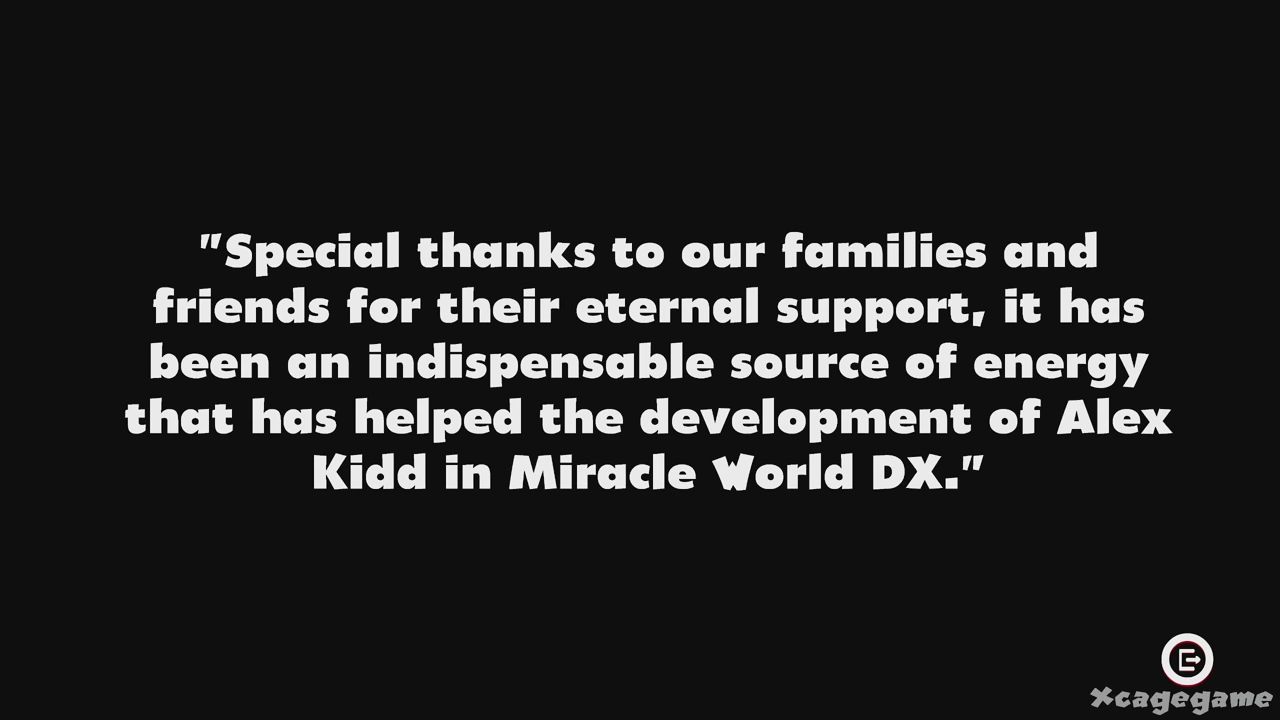 "Special thanks to our families and
friends for their eternal support, it has
been an indispensable source of energy
that has helped the development of Alex
Kidd in Miracle World DX."
Xcagegame